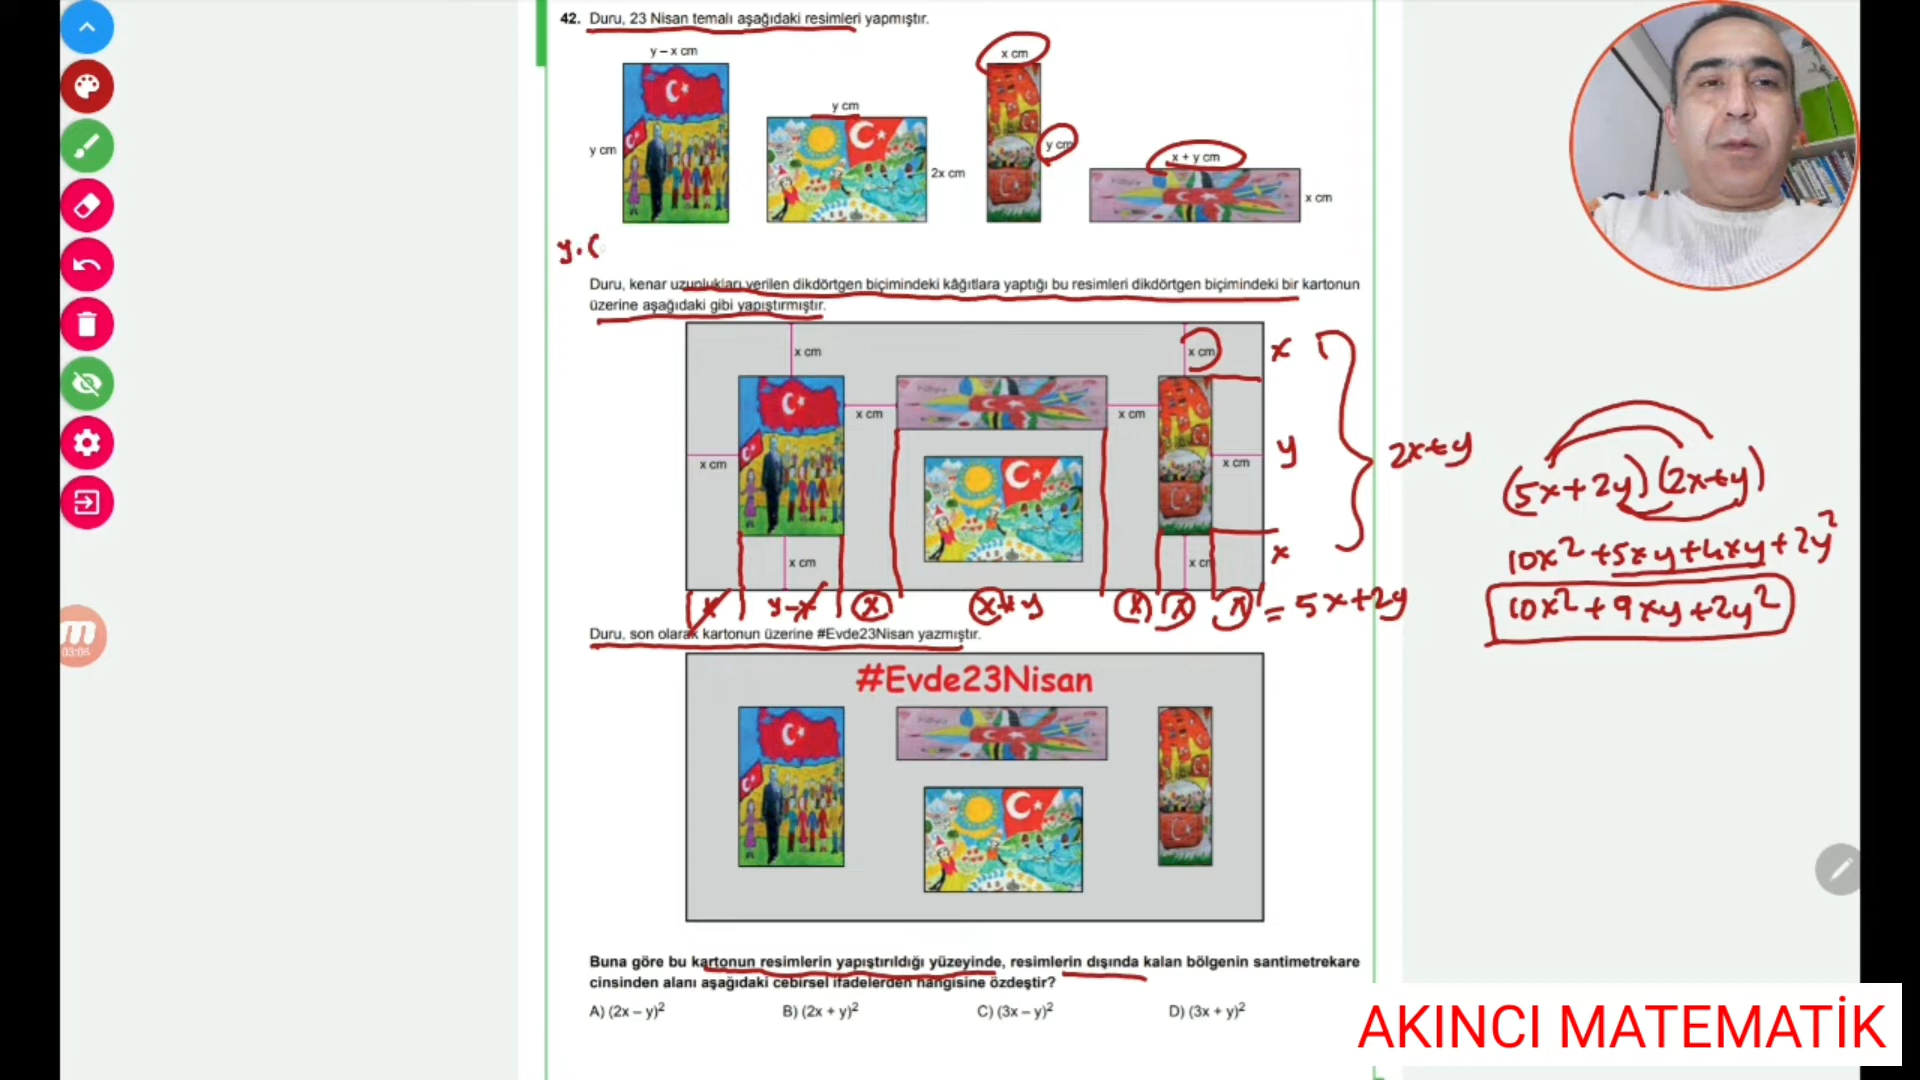 42. Duru, 23 Nisan temalı aşağıdaki resimleri yapmıştır.
y – x cm
x cm
y cm
y cm
y cm
2x cm
x + y cm
x cm
y.(
Duru, kenar uzunlukları verilen dikdörtgen biçimindeki kâğıtlara yaptığı bu resimleri dikdörtgen biçimindeki bir kartonun
üzerine aşağıdaki gibi yapıştırmıştır.
x cm
x cm
x
x cm
x cm
x cm
x cm
y
2x+y
(5x+2y)(2x+y)
x cm
x cm
x
10x²+5xy+4xy+2y²
x y-x x x+y x x x = 5x+2y
10x²+9xy+2y²
Duru, son olarak kartonun üzerine #Evde23Nisan yazmıştır.
03:06
#Evde23Nisan
Buna göre bu kartonun resimlerin yapıştırıldığı yüzeyinde, resimlerin dışında kalan bölgenin santimetrekare
cinsinden alanı aşağıdaki cebirsel ifadelerden hangisine özdeştir?
A) (2x – y)² B) (2x + y)² C) (3x – y)² D) (3x + y)²
AKINCI MATEMATİK